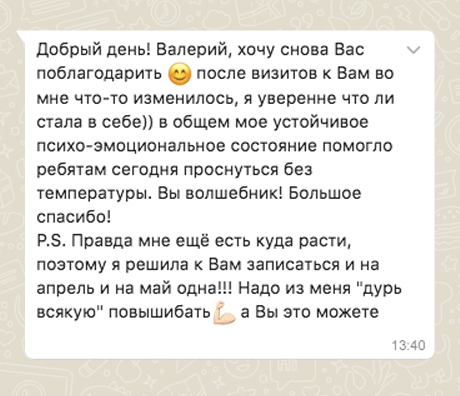 Добрый день! Валерий, хочу снова Вас
поблагодарить 😊 после визитов к Вам во
мне что-то изменилось, я уверенне что ли
стала в себе)) в общем мое устойчивое
психо-эмоциональное состояние помогло
ребятам сегодня проснуться без
температуры. Вы волшебник! Большое
спасибо!
P.S. Правда мне ещё есть куда расти,
поэтому я решила к Вам записаться и на
апрель и на май одна!!! Надо из меня "дурь
всякую" повышибать💪🏻 а Вы это можете
13:40